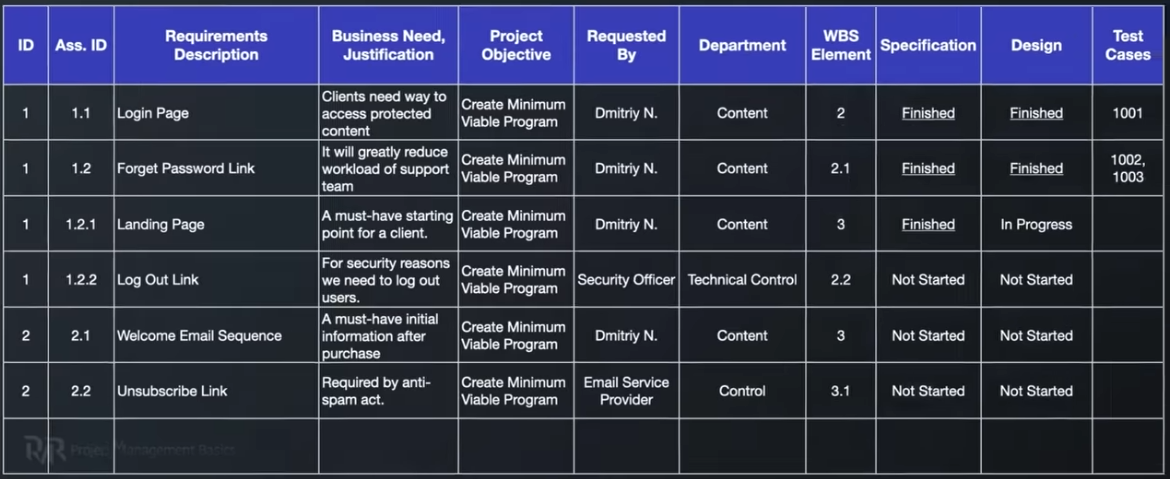 ID Ass. ID Requirements Description Business Need, Justification Project Objective Requested By Department WBS Element Specification Design Test Cases
1 1.1 Login Page Clients need way to access protected content Create Minimum Viable Program Dmitriy N. Content 2 Finished Finished 1001
1 1.2 Forget Password Link It will greatly reduce workload of support team Create Minimum Viable Program Dmitriy N. Content 2.1 Finished Finished 1002, 1003
1 1.2.1 Landing Page A must-have starting point for a client. Create Minimum Viable Program Dmitriy N. Content 3 Finished In Progress
1 1.2.2 Log Out Link For security reasons we need to log out users. Create Minimum Viable Program Security Officer Technical Control 2.2 Not Started Not Started
2 2.1 Welcome Email Sequence A must-have initial information after purchase Create Minimum Viable Program Dmitriy N. Content 3 Not Started Not Started
2 2.2 Unsubscribe Link Required by anti-spam act. Create Minimum Viable Program Email Service Provider Control 3.1 Not Started Not Started
Project Management Basics